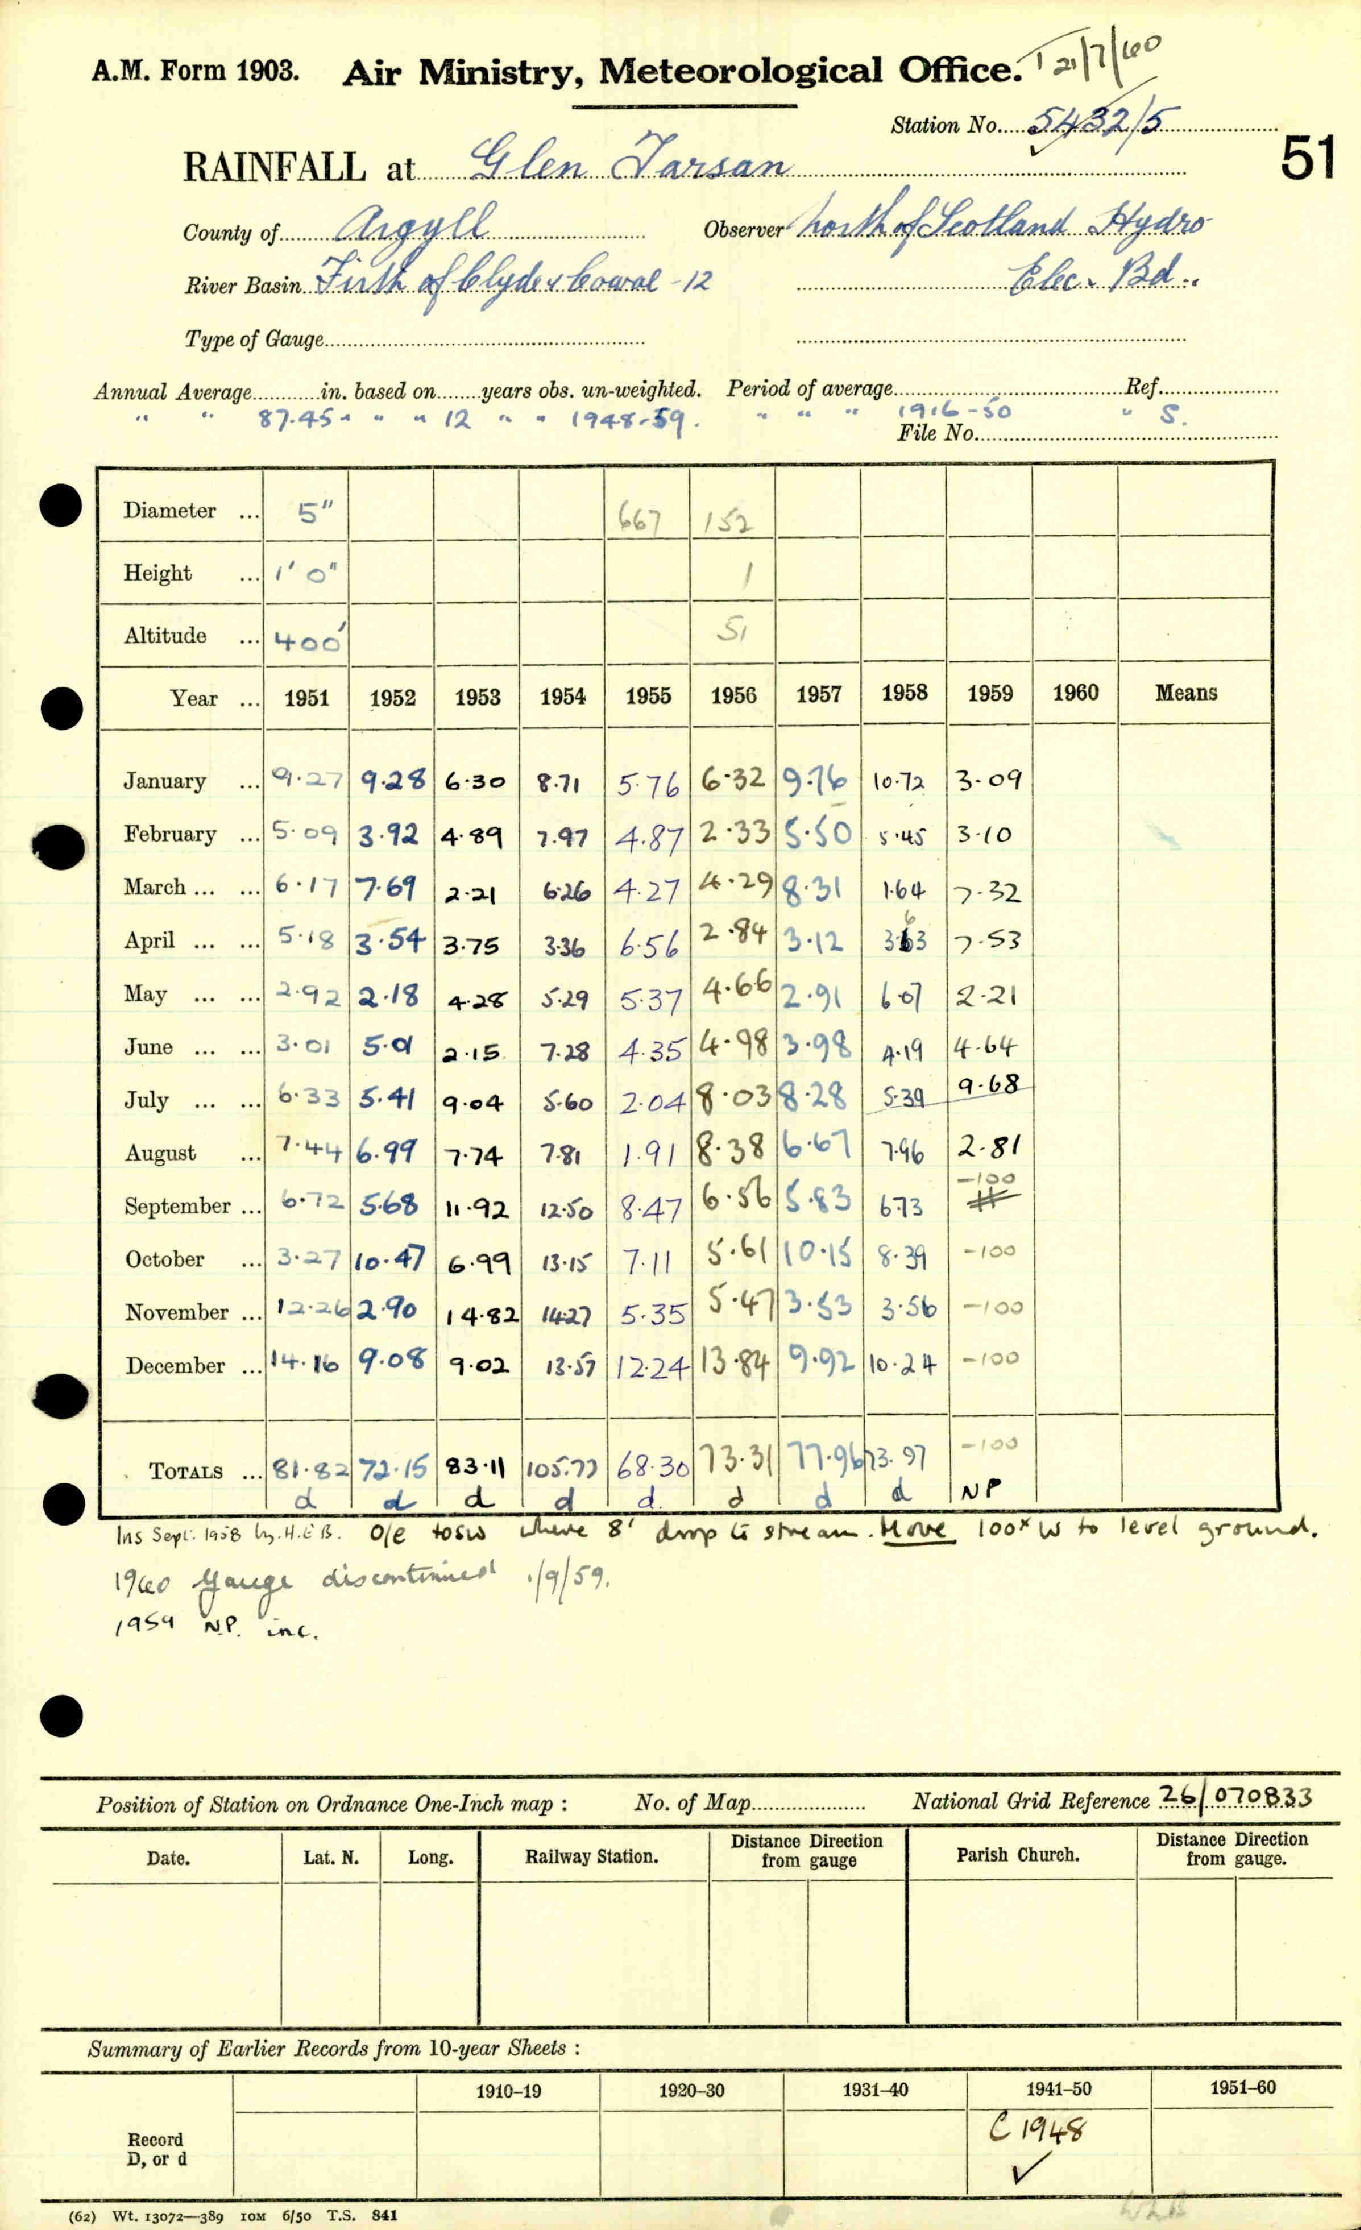 A.M. Form 1903. Air Ministry, Meteorological Office. T 21/7/60
Station No. 5432/5
51
RAINFALL at Glen Tarsan
County of Argyll Observer North of Scotland Hydro
River Basin Firth of Clyde & Cowal - 12 Elec. Bd.
Type of Gauge
Annual Average in. based on years obs. un-weighted. Period of average Ref.
" " 87.45 " " " 12 " " 1948-59. " " " 1916-50 " S.
File No.
Diameter ... 5" 667 152
Height ... 1' 0" 1
Altitude ... 400' 51
Year ... 1951 1952 1953 1954 1955 1956 1957 1958 1959 1960 Means
January ... 9.27 9.28 6.30 8.71 5.76 6.32 9.76 10.72 3.09
February ... 5.09 3.92 4.89 7.97 4.87 2.33 5.50 5.45 3.10
March ... ... 6.17 7.69 2.21 6.26 4.27 4.29 8.31 1.64 7.32
April ... ... 5.18 3.54 3.75 3.36 6.56 2.84 3.12 3.63 7.53
May ... ... 2.92 2.18 4.28 5.29 5.37 4.66 2.91 6.07 2.21
June ... ... 3.01 5.01 2.15 7.28 4.35 4.98 3.98 4.19 4.64
July ... ... 6.33 5.41 9.04 5.60 2.04 8.03 8.28 5.39 9.68
August ... 7.44 6.99 7.74 7.81 1.91 8.38 6.67 7.96 2.81
September ... 6.72 5.68 11.92 12.50 8.47 6.56 5.83 6.73 -100
October ... 3.27 10.47 6.99 13.15 7.11 5.61 10.15 8.39 -100
November ... 12.26 2.90 14.82 14.27 5.35 5.47 3.53 3.56 -100
December ... 14.16 9.08 9.02 13.57 12.24 13.84 9.92 10.24 -100
TOTALS ... 81.82 72.15 83.11 105.77 68.30 73.31 77.96 73.97 -100
d d d d d d d d NP
Ins Sept. 1958 by H.E.B. O/e to SW where 8' drop to stream. Move 100x W to level ground.
1960 Gauge discontinued 1/9/59.
1959 N.P. inc.
Position of Station on Ordnance One-Inch map : No. of Map National Grid Reference 26/070833
Date. Lat. N. Long. Railway Station. Distance Direction from gauge Parish Church. Distance Direction from gauge.
Summary of Earlier Records from 10-year Sheets :
1910-19 1920-30 1931-40 1941-50 1951-60
Record
D, or d
C 1948
✓
(62) Wt. 13072—389 10M 6/50 T.S. 841